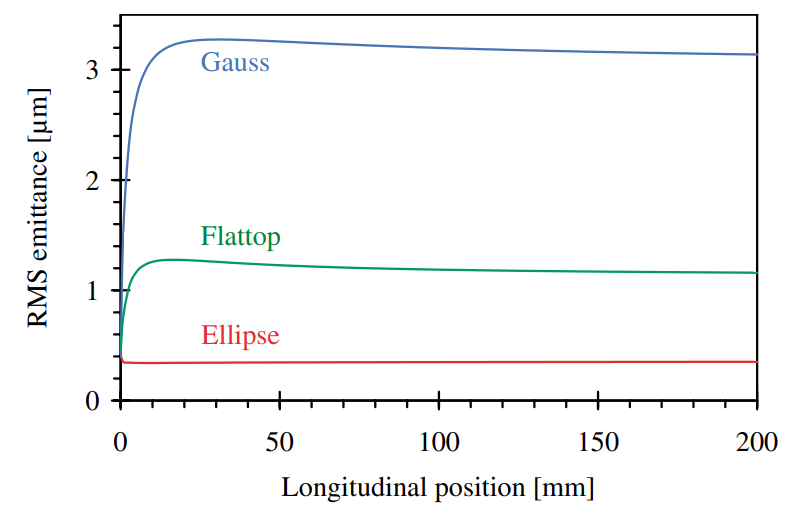 RMS emittance [µm]
3
2
1
0
Gauss
Flattop
Ellipse
0 50 100 150 200
Longitudinal position [mm]